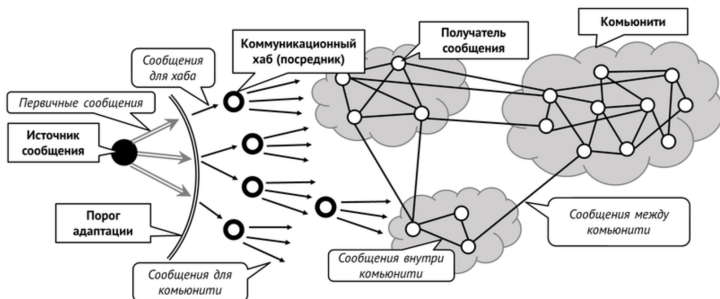 Сообщения
для хаба
Коммуникационный
хаб (посредник)
Получатель
сообщения
Комьюнити
Первичные сообщения
Источник
сообщения
Порог
адаптации
Сообщения для
комьюнити
Сообщения внутри
комьюнити
Сообщения между
комьюнити